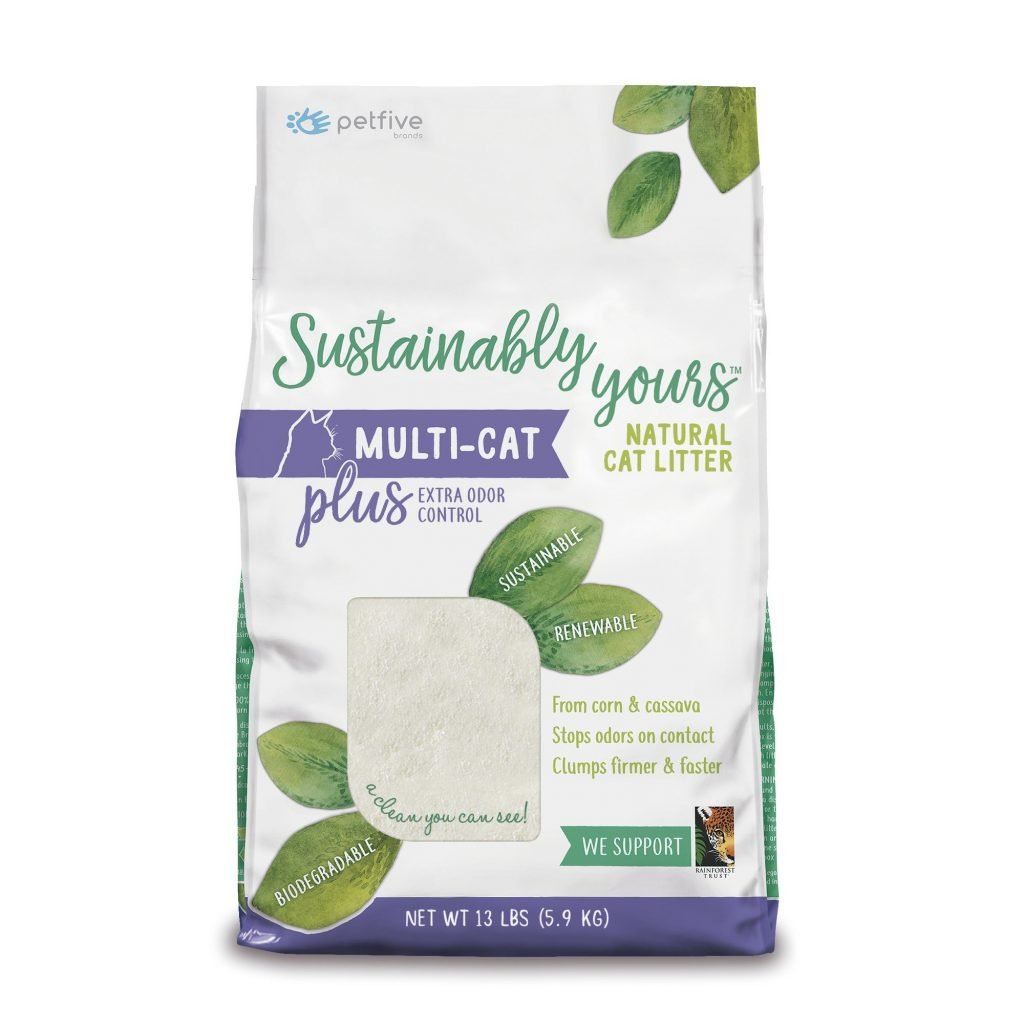 petfive
brands
Sustainably
yours™
MULTI-CAT
NATURAL
CAT LITTER
plus EXTRA ODOR
CONTROL
SUSTAINABLE
RENEWABLE
From corn & cassava
Stops odors on contact
Clumps firmer & faster
a clean you can see!
WE SUPPORT
RAINFOREST
TRUST
BIODEGRADABLE
NET WT 13 LBS (5.9 KG)